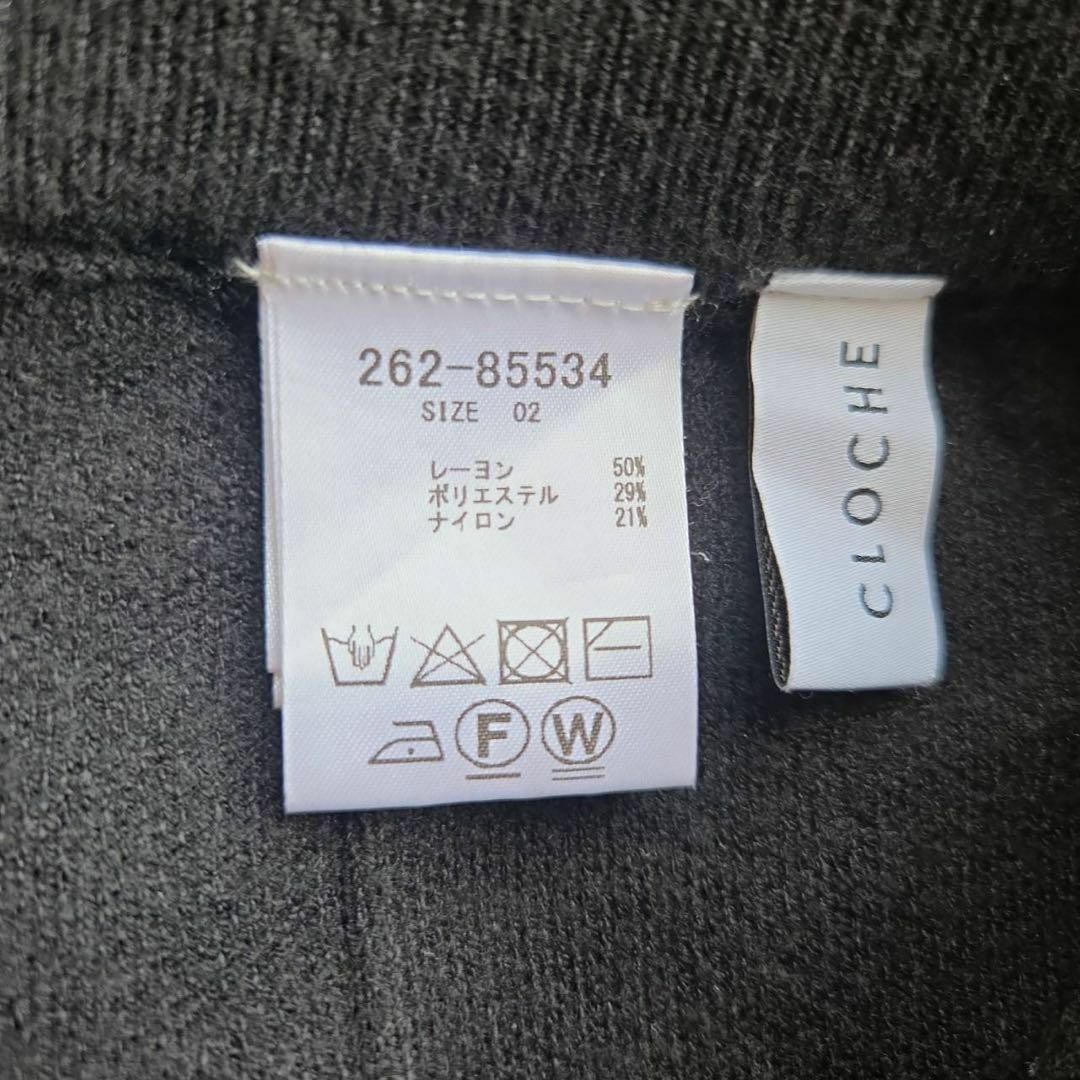 262-85534
SIZE 02
レーヨン 50%
ポリエステル 29%
ナイロン 21%
F W
CLOCHE